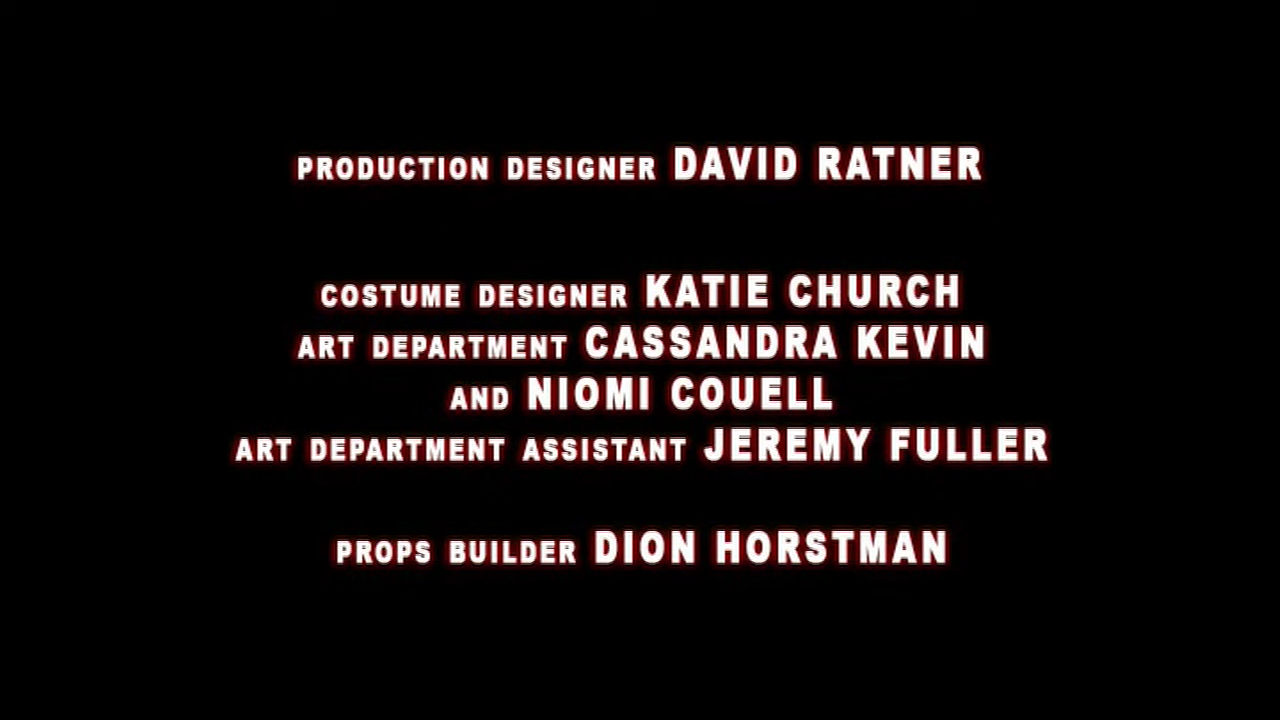 PRODUCTION DESIGNER DAVID RATNER
COSTUME DESIGNER KATIE CHURCH
ART DEPARTMENT CASSANDRA KEVIN
AND NIOMI COUELL
ART DEPARTMENT ASSISTANT JEREMY FULLER
PROPS BUILDER DION HORSTMAN